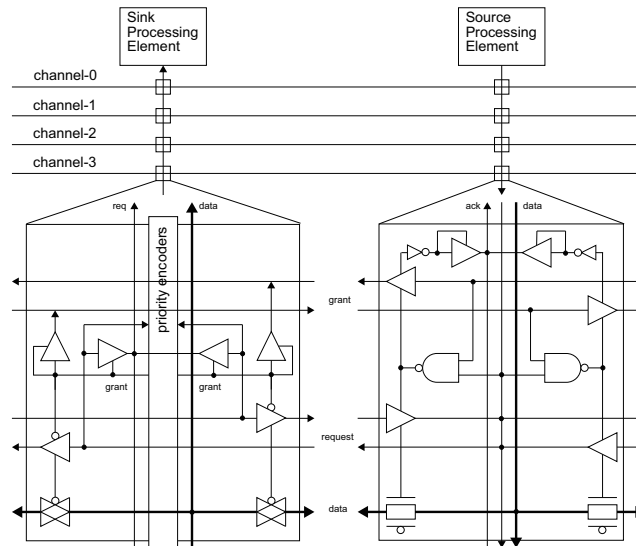 Sink
Processing
Element
Source
Processing
Element
channel-0
channel-1
channel-2
channel-3
req
data
ack
data
priority encoders
grant
grant
grant
request
data